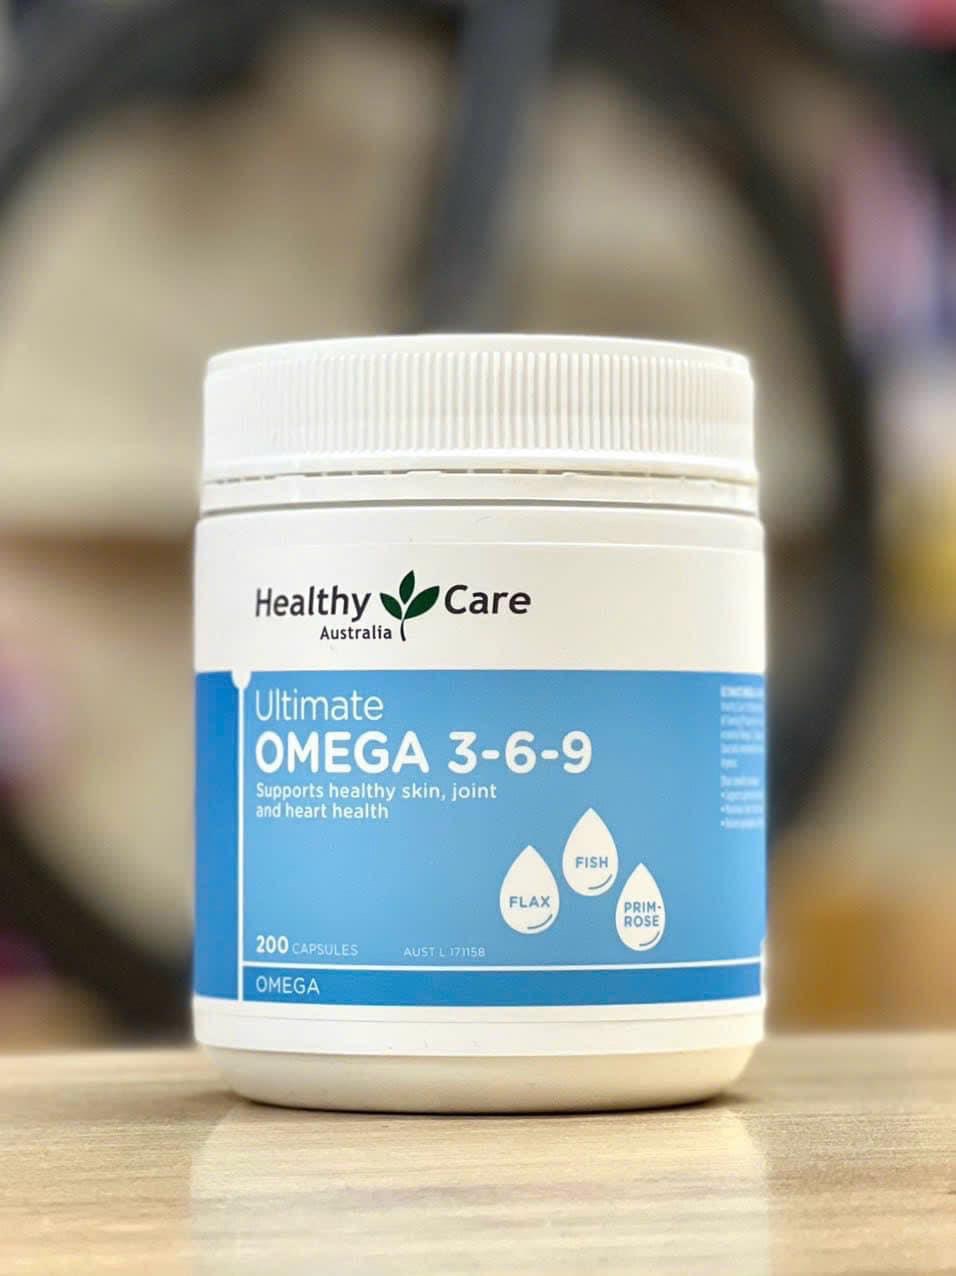 Healthy Care
Australia
Ultimate
OMEGA 3-6-9
Supports healthy skin, joint
and heart health
FISH
FLAX
PRIM-
ROSE
200 CAPSULES
AUST L 171158
OMEGA